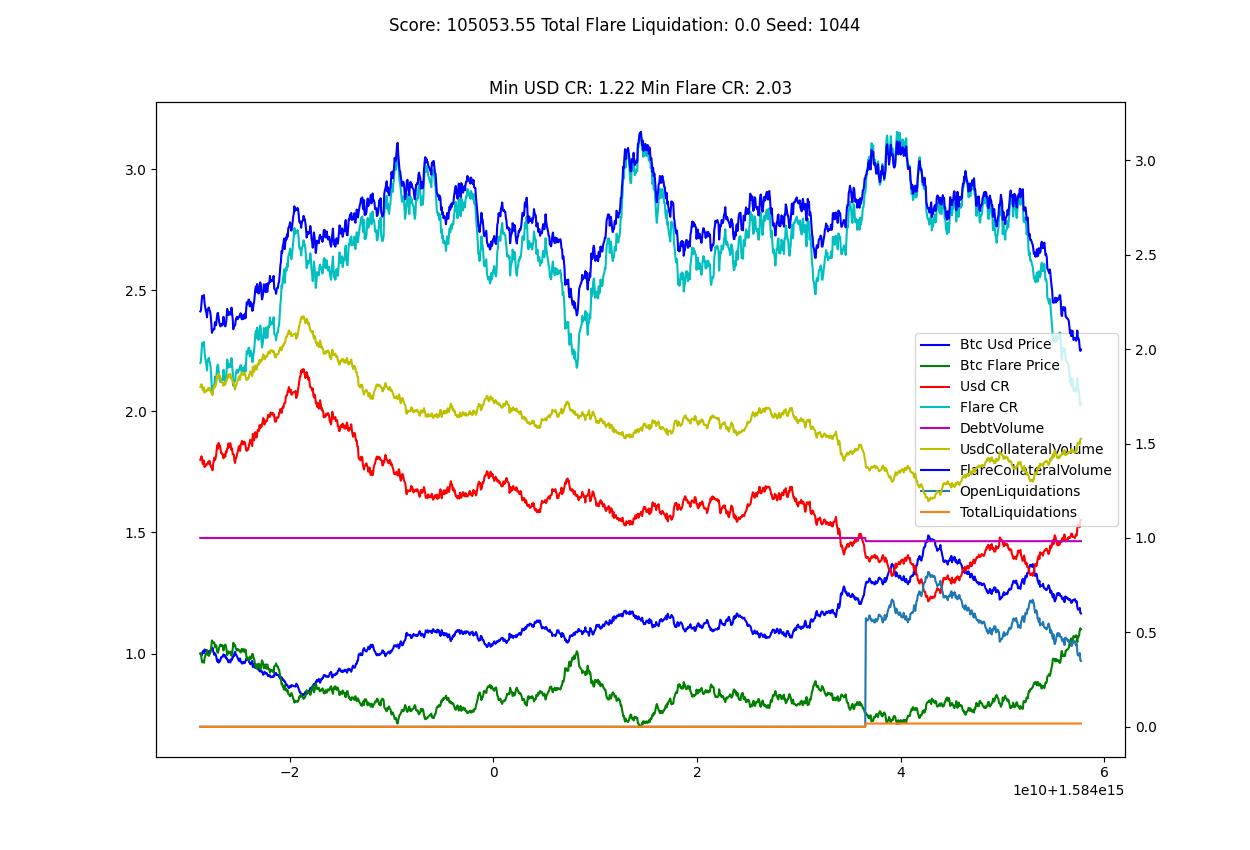 Score: 105053.55 Total Flare Liquidation: 0.0 Seed: 1044
Min USD CR: 1.22 Min Flare CR: 2.03
3.0
2.5
2.0
1.5
1.0
3.0
2.5
2.0
1.5
1.0
0.5
0.0
Btc Usd Price
Btc Flare Price
Usd CR
Flare CR
DebtVolume
UsdCollateralVolume
FlareCollateralVolume
OpenLiquidations
TotalLiquidations
−2 0 2 4 6
1e10+1.584e15